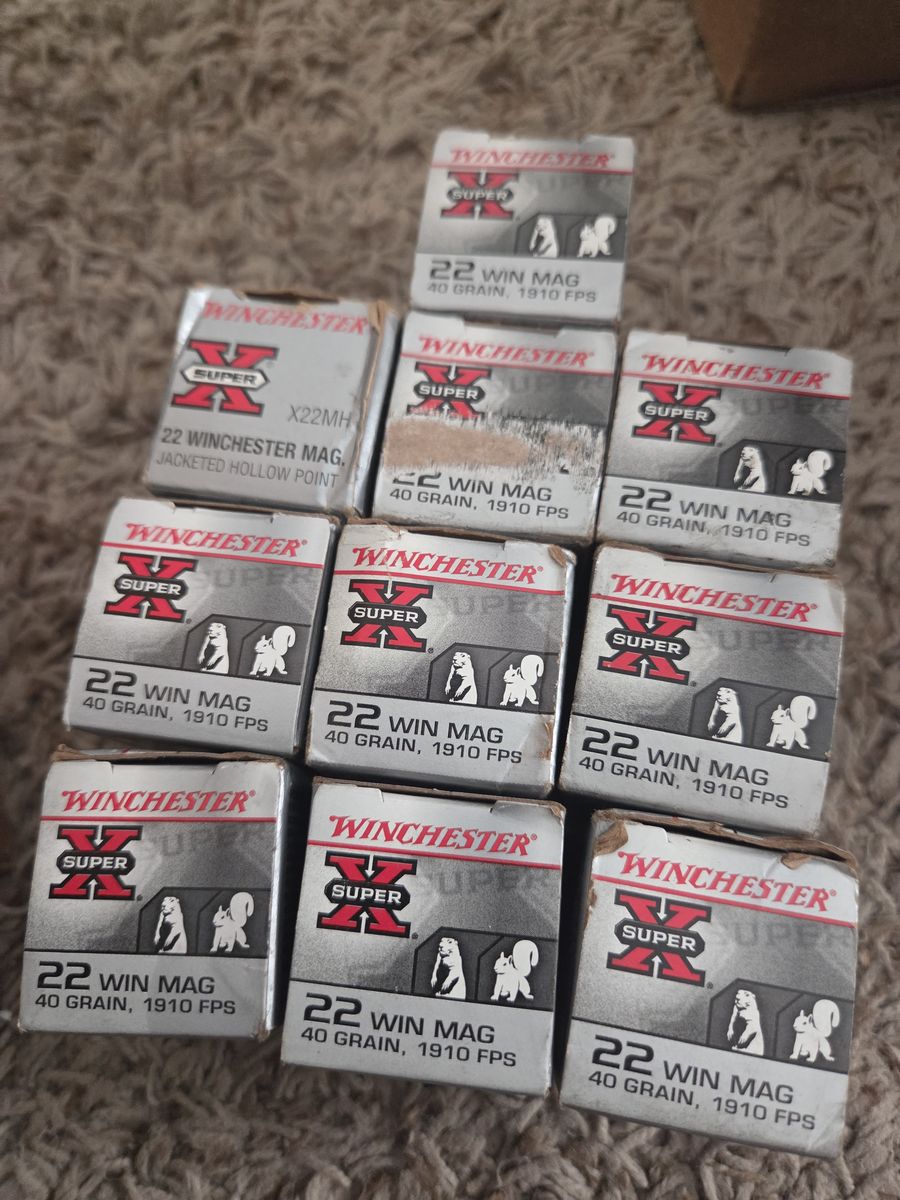 WINCHESTER®
SUPER X
22 WIN MAG
40 GRAIN, 1910 FPS
WINCHESTER
SUPER X®
X22MH
22 WINCHESTER MAG.
JACKETED HOLLOW POINT
WINCHESTER®
SUPER X
22 WIN MAG
40 GRAIN, 1910 FPS
WINCHESTER®
SUPER X
22 WIN MAG
40 GRAIN, 1910 FPS
WINCHESTER®
SUPER X®
22 WIN MAG
40 GRAIN, 1910 FPS
WINCHESTER®
SUPER X®
22 WIN MAG
40 GRAIN, 1910 FPS
WINCHESTER®
SUPER X®
22 WIN MAG
40 GRAIN, 1910 FPS
WINCHESTER®
SUPER X®
22 WIN MAG
40 GRAIN, 1910 FPS
WINCHESTER®
SUPER X®
22 WIN MAG
40 GRAIN, 1910 FPS
WINCHESTER®
SUPER X®
22 WIN MAG
40 GRAIN, 1910 FPS